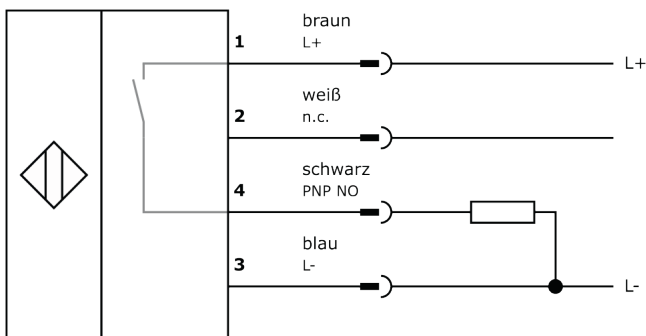 braun
1 L+ L+
weiß
2 n.c.
schwarz
4 PNP NO
blau
3 L- L-